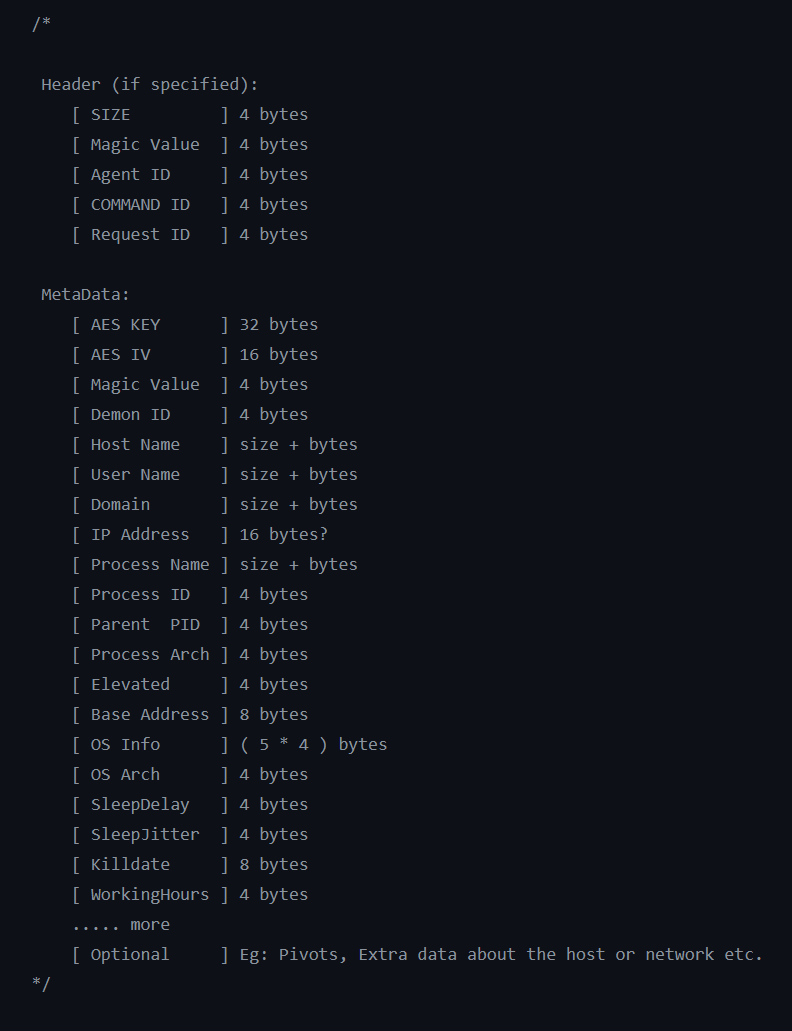 /*
Header (if specified):
[ SIZE          ] 4 bytes
[ Magic Value   ] 4 bytes
[ Agent ID      ] 4 bytes
[ COMMAND ID    ] 4 bytes
[ Request ID    ] 4 bytes
MetaData:
[ AES KEY       ] 32 bytes
[ AES IV        ] 16 bytes
[ Magic Value   ] 4 bytes
[ Demon ID      ] 4 bytes
[ Host Name     ] size + bytes
[ User Name     ] size + bytes
[ Domain        ] size + bytes
[ IP Address    ] 16 bytes?
[ Process Name  ] size + bytes
[ Process ID    ] 4 bytes
[ Parent  PID   ] 4 bytes
[ Process Arch  ] 4 bytes
[ Elevated      ] 4 bytes
[ Base Address  ] 8 bytes
[ OS Info       ] ( 5 * 4 ) bytes
[ OS Arch       ] 4 bytes
[ SleepDelay    ] 4 bytes
[ SleepJitter   ] 4 bytes
[ Killdate      ] 8 bytes
[ WorkingHours  ] 4 bytes
..... more
[ Optional      ] Eg: Pivots, Extra data about the host or network etc.
*/